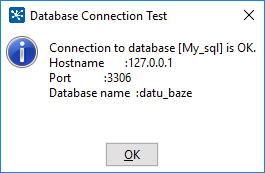 Database Connection Test
Connection to database [My_sql] is OK.
Hostname :127.0.0.1
Port :3306
Database name :datu_baze
OK